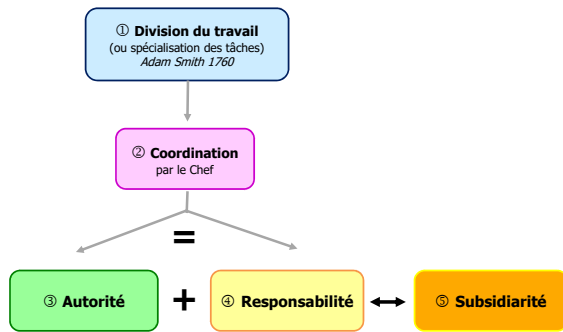 ① Division du travail
(ou spécialisation des tâches)
Adam Smith 1760
② Coordination
par le Chef
=
③ Autorité + ④ Responsabilité ⑤ Subsidiarité